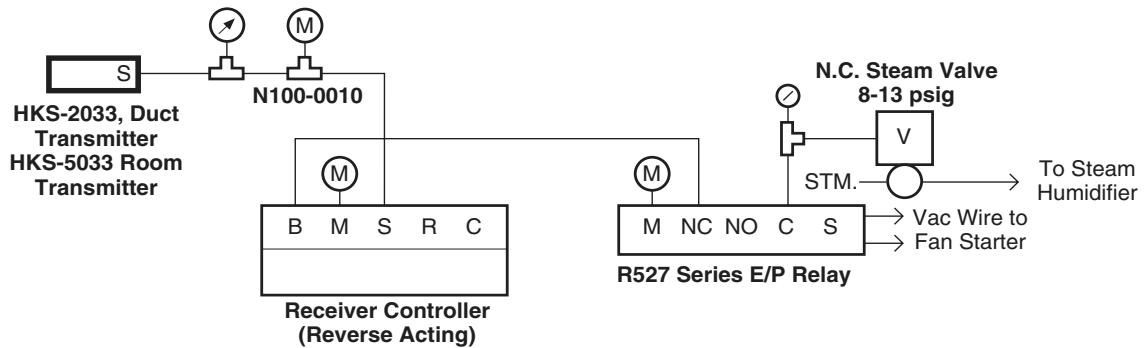 M
S
N100-0010
HKS-2033, Duct
Transmitter
HKS-5033 Room
Transmitter
N.C. Steam Valve
8-13 psig
V
STM.
To Steam
Humidifier
M
B M S R C
Receiver Controller
(Reverse Acting)
M
M NC NO C S
R527 Series E/P Relay
Vac Wire to
Fan Starter